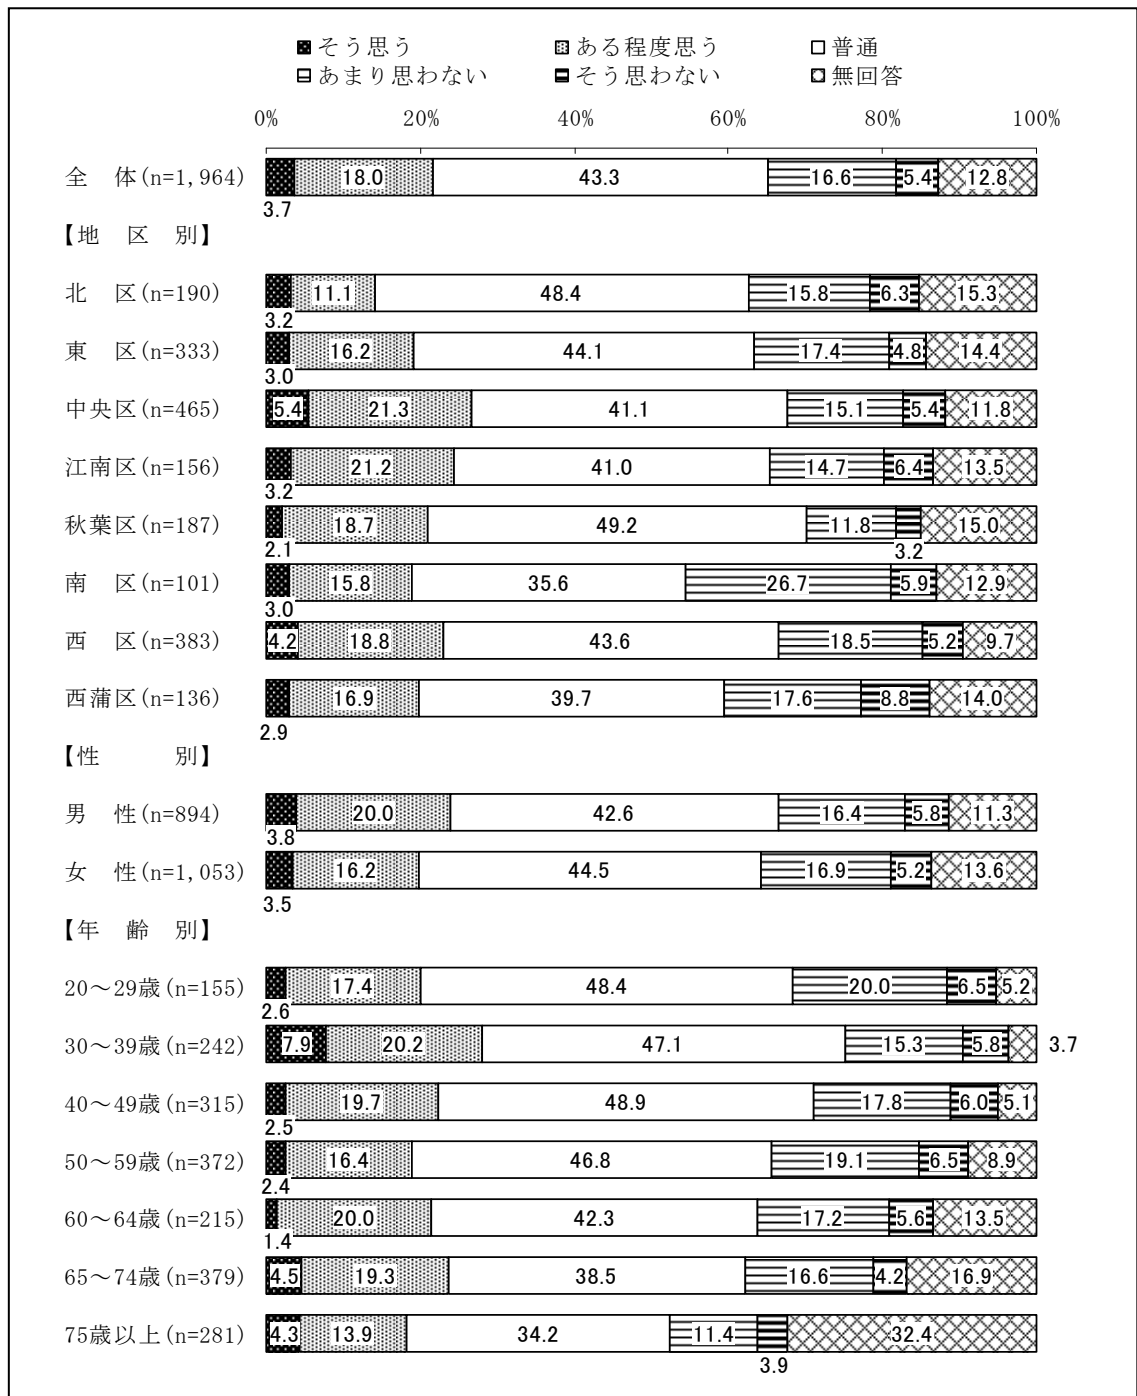 そう思う ある程度思う 普通
あまり思わない そう思わない 無回答
0% 20% 40% 60% 80% 100%
全 体(n=1,964) 18.0 43.3 16.6 5.4 12.8
3.7
【地 区 別】
北 区(n=190) 11.1 48.4 15.8 6.3 15.3
3.2
東 区(n=333) 16.2 44.1 17.4 4.8 14.4
3.0
中央区(n=465) 5.4 21.3 41.1 15.1 5.4 11.8
江南区(n=156) 21.2 41.0 14.7 6.4 13.5
3.2
秋葉区(n=187) 18.7 49.2 11.8 15.0
2.1 3.2
南 区(n=101) 15.8 35.6 26.7 5.9 12.9
3.0
西 区(n=383) 4.2 18.8 43.6 18.5 5.2 9.7
西蒲区(n=136) 16.9 39.7 17.6 8.8 14.0
2.9
【性 別】
男 性(n=894) 20.0 42.6 16.4 5.8 11.3
3.8
女 性(n=1,053) 16.2 44.5 16.9 5.2 13.6
3.5
【年 齢 別】
20～29歳(n=155) 17.4 48.4 20.0 6.5 5.2
2.6
30～39歳(n=242) 7.9 20.2 47.1 15.3 5.8 3.7
40～49歳(n=315) 19.7 48.9 17.8 6.0 5.1
2.5
50～59歳(n=372) 16.4 46.8 19.1 6.5 8.9
2.4
60～64歳(n=215) 20.0 42.3 17.2 5.6 13.5
1.4
65～74歳(n=379) 4.5 19.3 38.5 16.6 4.2 16.9
75歳以上(n=281) 4.3 13.9 34.2 11.4 32.4
3.9